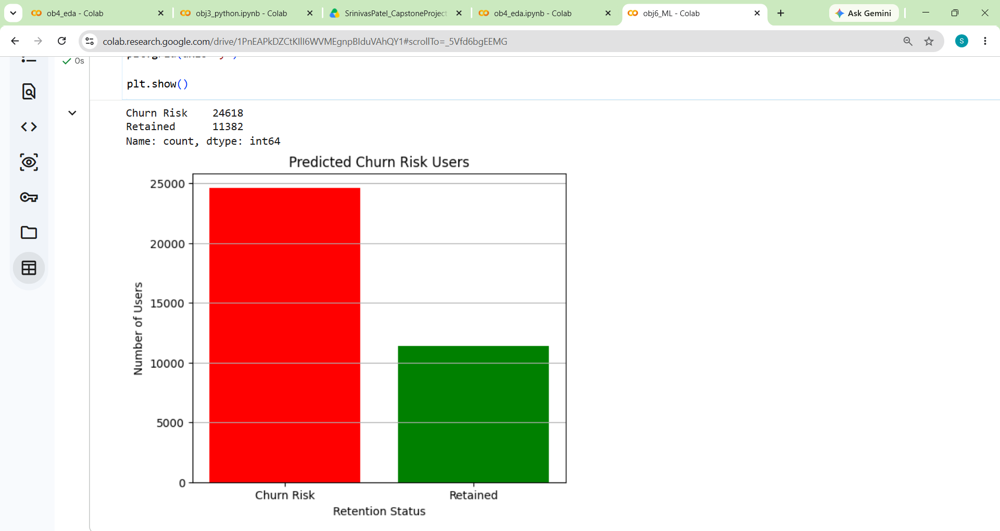 ob4_eda - Colab
obj3_python.ipynb - Colab
SrinivasPatel_CapstoneProject
ob4_eda.ipynb - Colab
obj6_ML - Colab
Ask Gemini
colab.research.google.com/drive/1PnEAPkDZCtKIlI6WVMEgnpBIduVAhQY1#scrollTo=_5Vfd6bgEEMG
S
0s
plt.show()
Churn Risk    24618
Retained      11382
Name: count, dtype: int64
Predicted Churn Risk Users
25000
20000
15000
10000
5000
0
Number of Users
Churn Risk
Retained
Retention Status